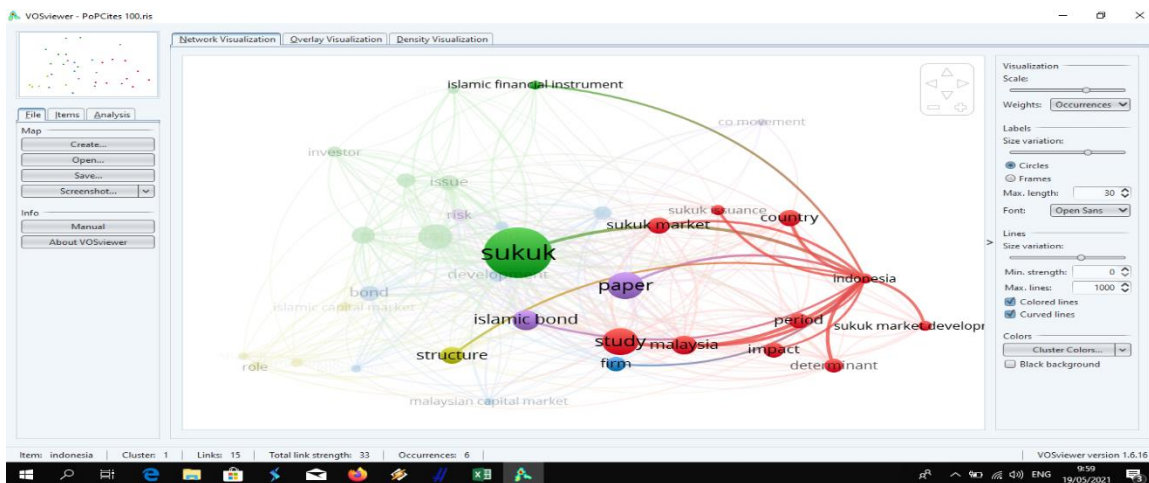 VOSviewer - PoPCites 100.ris
Network Visualization Overlay Visualization Density Visualization
File Items Analysis
Map
Create...
Open...
Save...
Screenshot...
Info
Manual
About VOSviewer
islamic financial instrument
co movement
investor
issue
risk
sukuk issuance
country
sukuk market
sukuk
development
indonesia
bond
paper
islamic capital market
islamic bond
period
sukuk market developr
study
malaysia
impact
structure
firm
determinant
role
malaysian capital market
Visualization
Scale:
Weights: Occurrences
Labels
Size variation:
Circles
Frames
Max. length: 30
Font: Open Sans
Lines
Size variation:
Min. strength: 0
Max. lines: 1000
Colored lines
Curved lines
Colors
Cluster Colors...
Black background
Item: indonesia Cluster: 1 Links: 15 Total link strength: 33 Occurrences: 6
VOSviewer version 1.6.16
ENG
9:59
19/05/2021